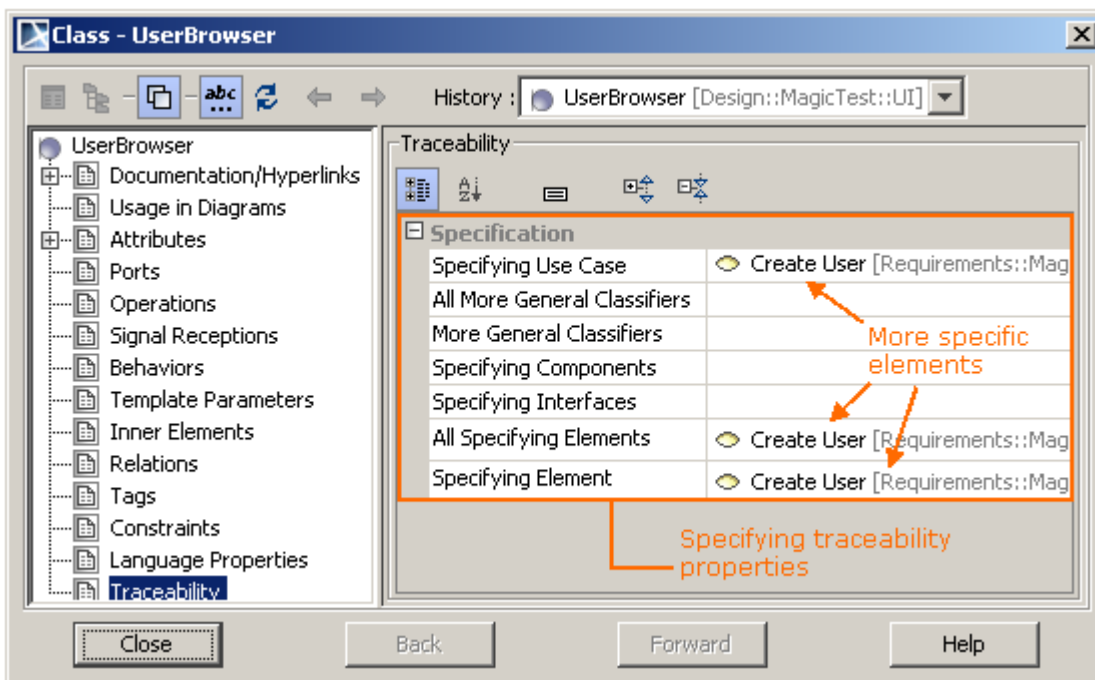 Class - UserBrowser
abc
History :
UserBrowser [Design::MagicTest::UI]
UserBrowser
Documentation/Hyperlinks
Usage in Diagrams
Attributes
Ports
Operations
Signal Receptions
Behaviors
Template Parameters
Inner Elements
Relations
Tags
Constraints
Language Properties
Traceability
Traceability
A
Z
Specification
Specifying Use Case
Create User [Requirements::Mag
All More General Classifiers
More General Classifiers
Specifying Components
Specifying Interfaces
All Specifying Elements
Create User [Requirements::Mag
Specifying Element
Create User [Requirements::Mag
More specific
elements
Specifying traceability
properties
Close
Back
Forward
Help